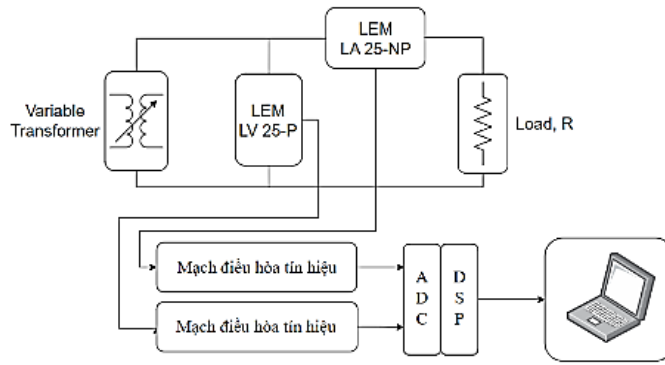 LEM
LA 25-NP
Variable
Transformer
LEM
LV 25-P
Load, R
Mạch điều hòa tín hiệu
Mạch điều hòa tín hiệu
A
D
C
D
S
P